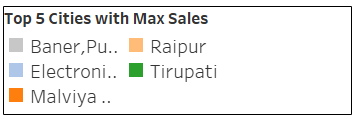 Top 5 Cities with Max Sales
Baner,Pu.. Raipur
Electroni.. Tirupati
Malviya ..